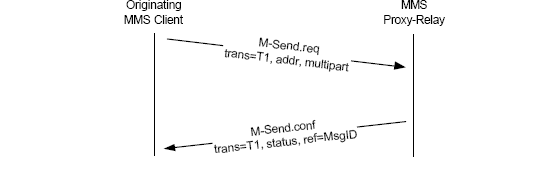 Originating
MMS Client
MMS
Proxy-Relay
M-Send.req
trans=T1, addr, multipart
M-Send.conf
trans=T1, status, ref=MsgID